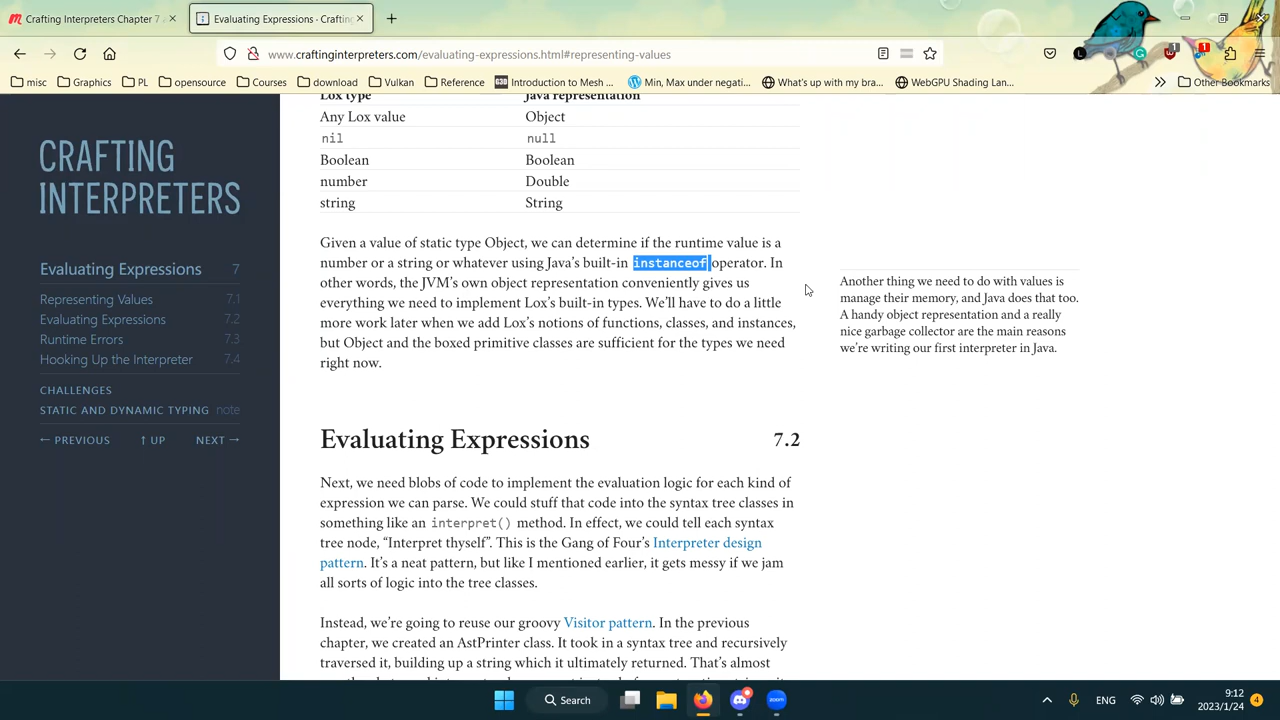 Crafting Interpreters Chapter 7
Evaluating Expressions · Crafting
www.craftinginterpreters.com/evaluating-expressions.html#representing-values
misc
Graphics
PL
opensource
Courses
download
Vulkan
Reference
Introduction to Mesh ...
Min, Max under negati...
What's up with my bra...
WebGPU Shading Lan...
Other Bookmarks
CRAFTING
INTERPRETERS
Evaluating Expressions 7
Representing Values 7.1
Evaluating Expressions 7.2
Runtime Errors 7.3
Hooking Up the Interpreter 7.4
CHALLENGES
STATIC AND DYNAMIC TYPING note
← PREVIOUS ↑ UP NEXT →
Lox type Java representation
Any Lox value Object
nil null
Boolean Boolean
number Double
string String
Given a value of static type Object, we can determine if the runtime value is a
number or a string or whatever using Java’s built-in instanceof operator. In
other words, the JVM’s own object representation conveniently gives us
everything we need to implement Lox’s built-in types. We’ll have to do a little
more work later when we add Lox’s notions of functions, classes, and instances,
but Object and the boxed primitive classes are sufficient for the types we need
right now.
Another thing we need to do with values is
manage their memory, and Java does that too.
A handy object representation and a really
nice garbage collector are the main reasons
we’re writing our first interpreter in Java.
Evaluating Expressions 7.2
Next, we need blobs of code to implement the evaluation logic for each kind of
expression we can parse. We could stuff that code into the syntax tree classes in
something like an interpret() method. In effect, we could tell each syntax
tree node, “Interpret thyself”. This is the Gang of Four’s Interpreter design
pattern. It’s a neat pattern, but like I mentioned earlier, it gets messy if we jam
all sorts of logic into the tree classes.
Instead, we’re going to reuse our groovy Visitor pattern. In the previous
chapter, we created an AstPrinter class. It took in a syntax tree and recursively
traversed it, building up a string which it ultimately returned. That’s almost
Search
ENG
9:12
2023/1/24
4
1
1